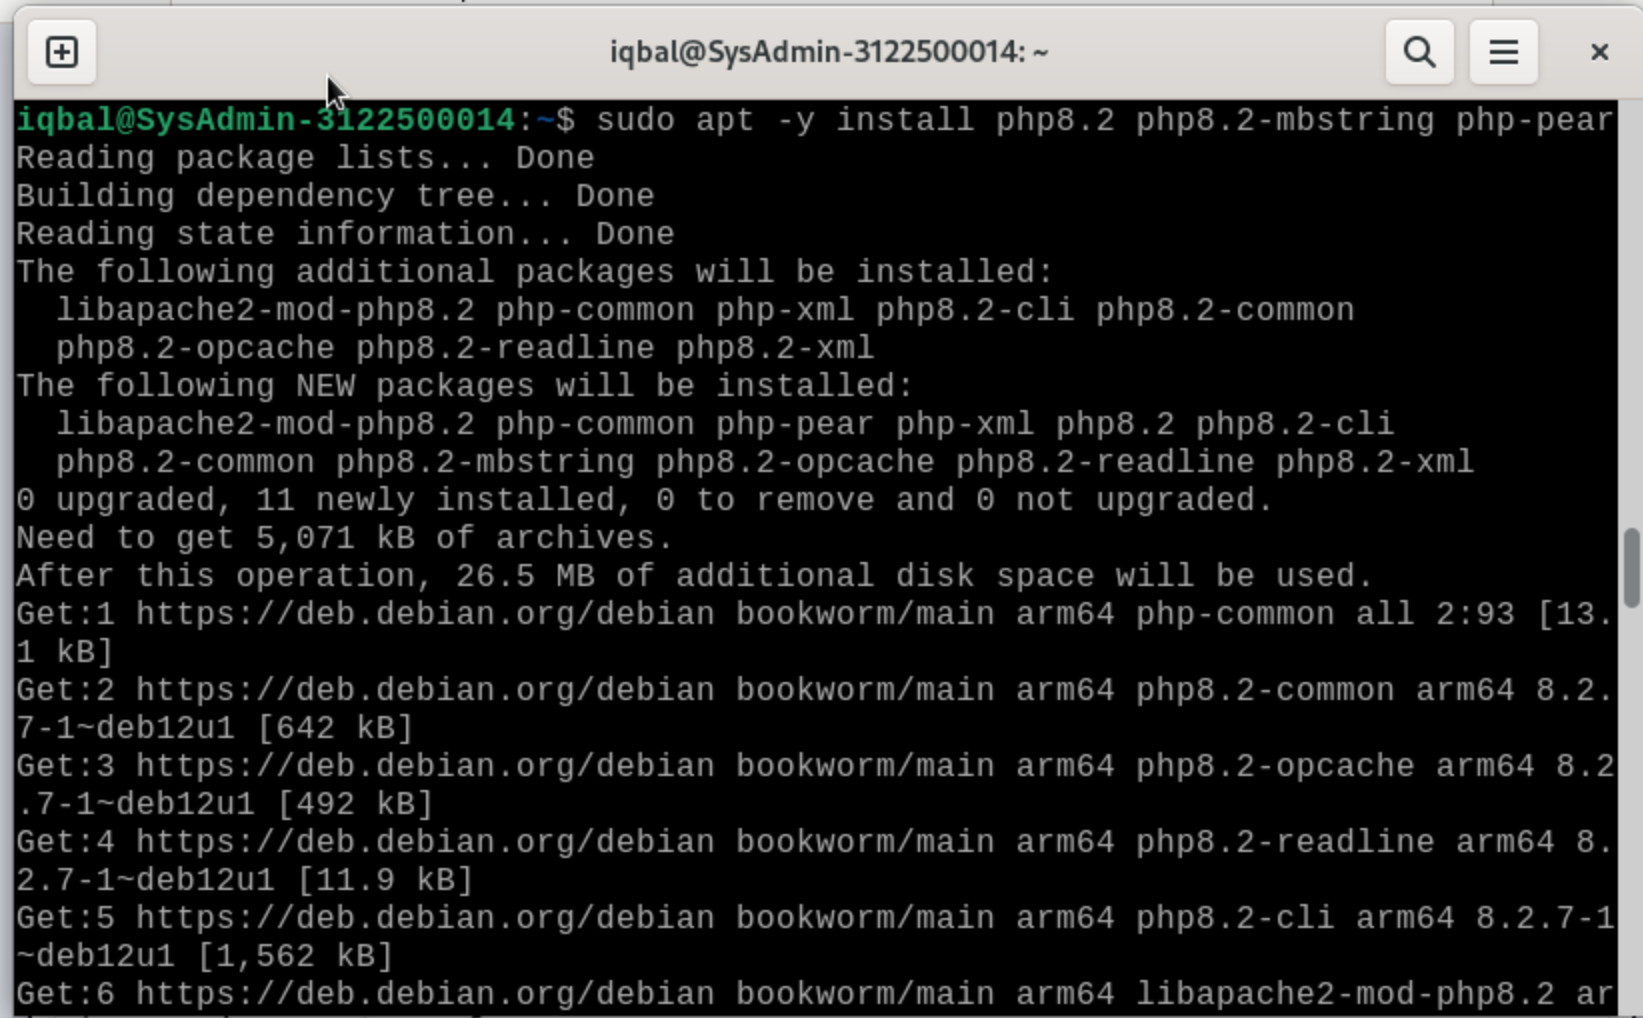 iqbal@SysAdmin-3122500014: ~
iqbal@SysAdmin-3122500014:~$ sudo apt -y install php8.2 php8.2-mbstring php-pear
Reading package lists... Done
Building dependency tree... Done
Reading state information... Done
The following additional packages will be installed:
  libapache2-mod-php8.2 php-common php-xml php8.2-cli php8.2-common
  php8.2-opcache php8.2-readline php8.2-xml
The following NEW packages will be installed:
  libapache2-mod-php8.2 php-common php-pear php-xml php8.2 php8.2-cli
  php8.2-common php8.2-mbstring php8.2-opcache php8.2-readline php8.2-xml
0 upgraded, 11 newly installed, 0 to remove and 0 not upgraded.
Need to get 5,071 kB of archives.
After this operation, 26.5 MB of additional disk space will be used.
Get:1 https://deb.debian.org/debian bookworm/main arm64 php-common all 2:93 [13.
1 kB]
Get:2 https://deb.debian.org/debian bookworm/main arm64 php8.2-common arm64 8.2.
7-1~deb12u1 [642 kB]
Get:3 https://deb.debian.org/debian bookworm/main arm64 php8.2-opcache arm64 8.2
.7-1~deb12u1 [492 kB]
Get:4 https://deb.debian.org/debian bookworm/main arm64 php8.2-readline arm64 8.
2.7-1~deb12u1 [11.9 kB]
Get:5 https://deb.debian.org/debian bookworm/main arm64 php8.2-cli arm64 8.2.7-1
~deb12u1 [1,562 kB]
Get:6 https://deb.debian.org/debian bookworm/main arm64 libapache2-mod-php8.2 ar